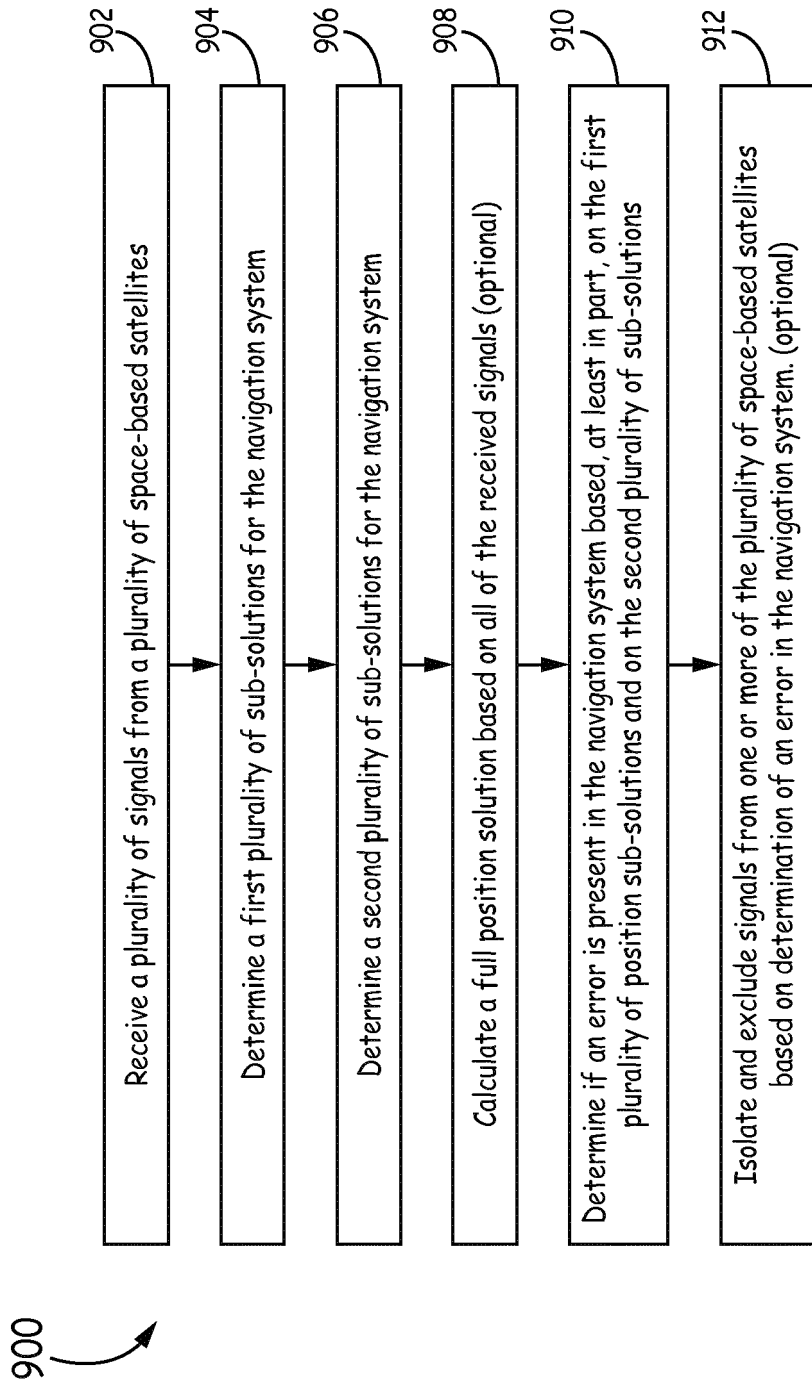 900
Receive a plurality of signals from a plurality of space-based satellites
902
Determine a first plurality of sub-solutions for the navigation system
904
Determine a second plurality of sub-solutions for the navigation system
906
Calculate a full position solution based on all of the received signals (optional)
908
Determine if an error is present in the navigation system based, at least in part, on the first
plurality of position sub-solutions and on the second plurality of sub-solutions
910
Isolate and exclude signals from one or more of the plurality of space-based satellites
based on determination of an error in the navigation system. (optional)
912